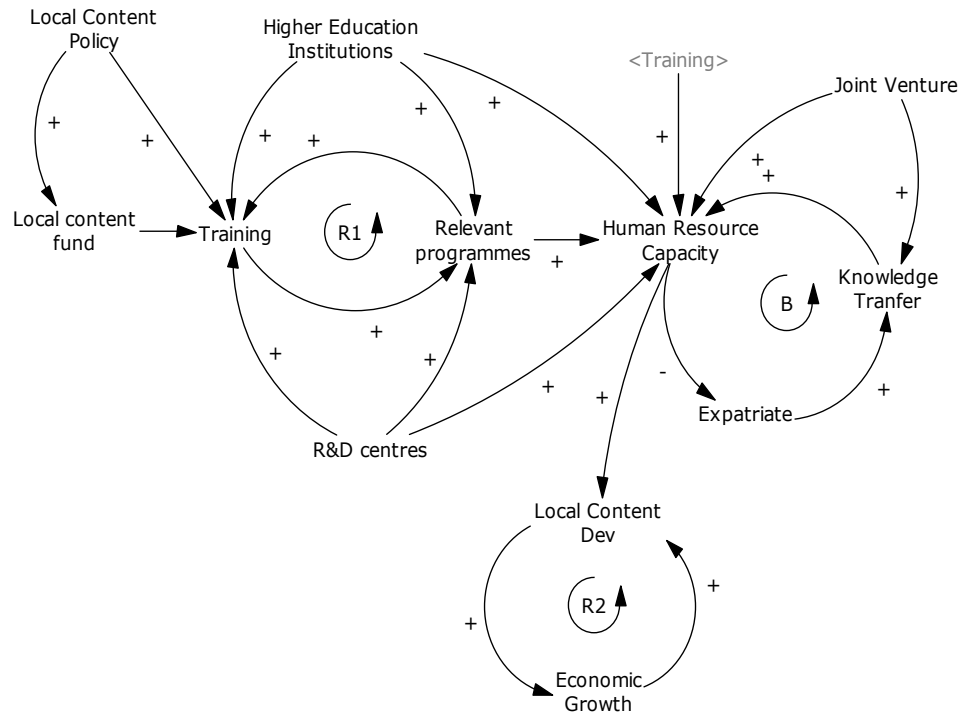 Local Content
Policy
Higher Education
Institutions
<Training>
Joint Venture
+
+
+
+
+
+
+
+
+
+
Local content
fund
Training
R1
Relevant
programmes
+
Human Resource
Capacity
Knowledge
Tranfer
B
+
+
+
+
+
-
+
Expatriate
R&D centres
Local Content
Dev
R2
+
+
Economic
Growth